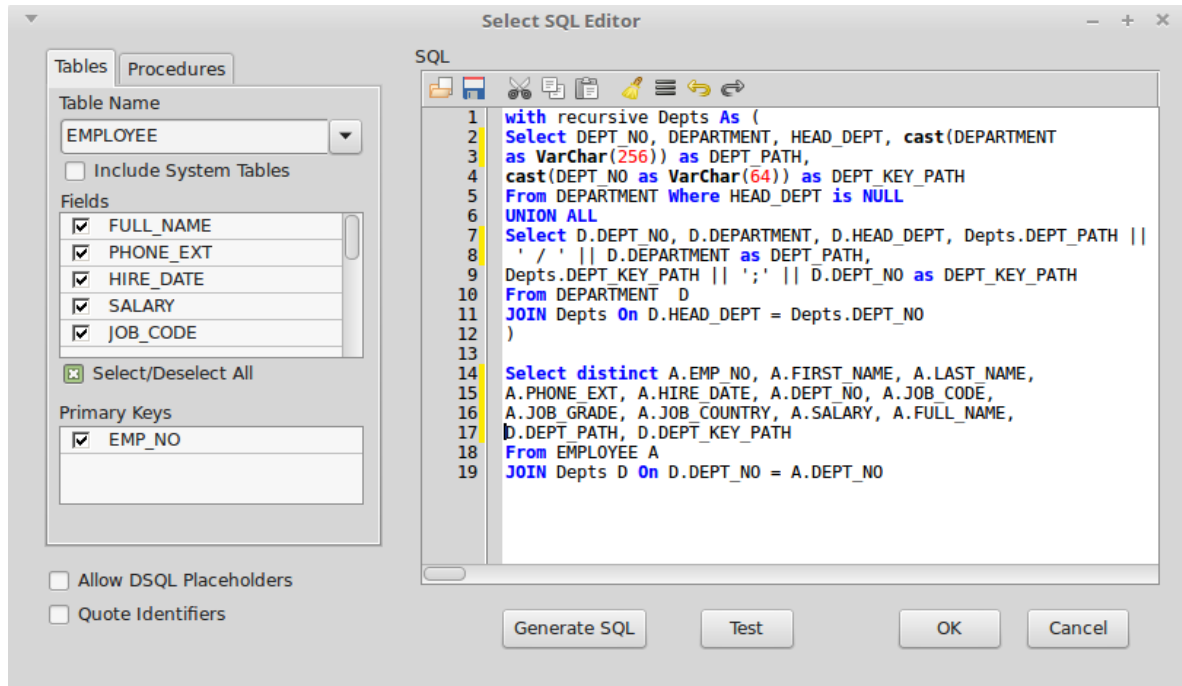 Select SQL Editor
Tables
Procedures
Table Name
EMPLOYEE
Include System Tables
Fields
FULL_NAME
PHONE_EXT
HIRE_DATE
SALARY
JOB_CODE
Select/Deselect All
Primary Keys
EMP_NO
Allow DSQL Placeholders
Quote Identifiers
SQL
1 with recursive Depts As (
2 Select DEPT_NO, DEPARTMENT, HEAD_DEPT, cast(DEPARTMENT
3 as VarChar(256)) as DEPT_PATH,
4 cast(DEPT_NO as VarChar(64)) as DEPT_KEY_PATH
5 From DEPARTMENT Where HEAD_DEPT is NULL
6 UNION ALL
7 Select D.DEPT_NO, D.DEPARTMENT, D.HEAD_DEPT, Depts.DEPT_PATH ||
8 ' / ' || D.DEPARTMENT as DEPT_PATH,
9 Depts.DEPT_KEY_PATH || ';' || D.DEPT_NO as DEPT_KEY_PATH
10 From DEPARTMENT  D
11 JOIN Depts On D.HEAD_DEPT = Depts.DEPT_NO
12 )
13
14 Select distinct A.EMP_NO, A.FIRST_NAME, A.LAST_NAME,
15 A.PHONE_EXT, A.HIRE_DATE, A.DEPT_NO, A.JOB_CODE,
16 A.JOB_GRADE, A.JOB_COUNTRY, A.SALARY, A.FULL_NAME,
17 D.DEPT_PATH, D.DEPT_KEY_PATH
18 From EMPLOYEE A
19 JOIN Depts D On D.DEPT_NO = A.DEPT_NO
Generate SQL
Test
OK
Cancel